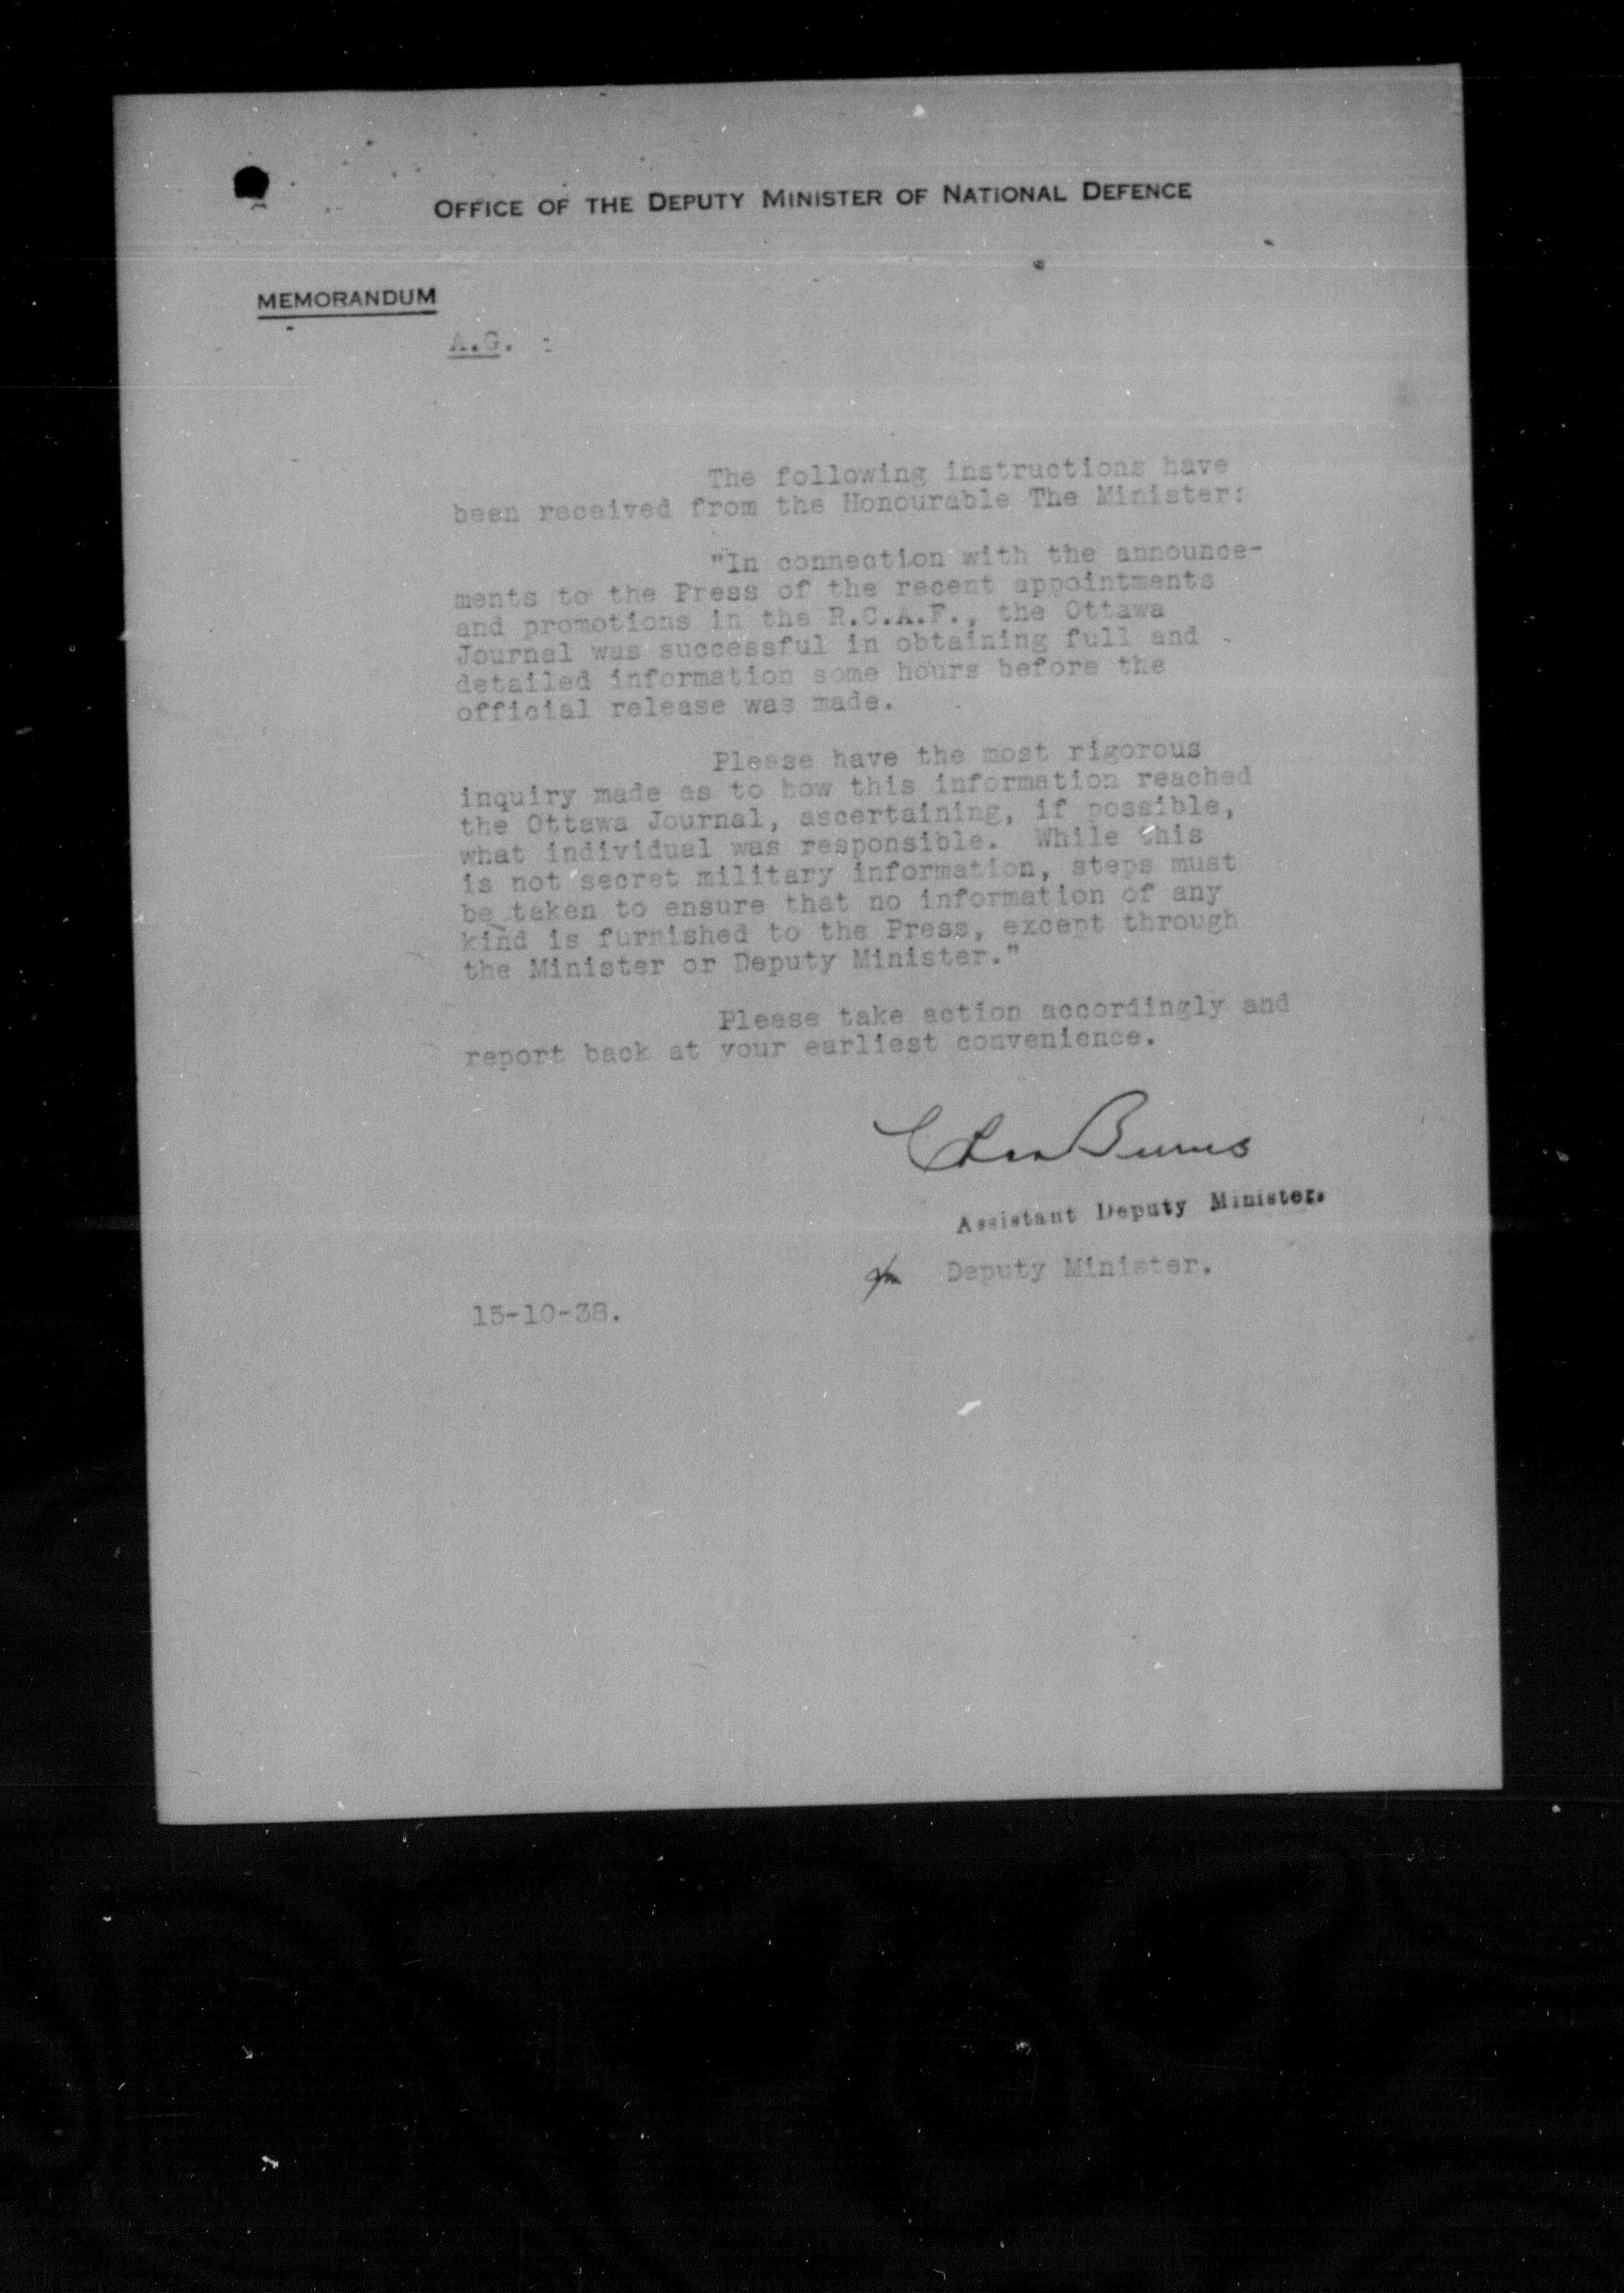 OFFICE OF THE DEPUTY MINISTER OF NATIONAL DEFENCE
MEMORANDUM
A.G. :
The following instructions have
been received from the Honourable The Minister:
"In connection with the announce-
ments to the Press of the recent appointments
and promotions in the R.C.A.F., the Ottawa
Journal was successful in obtaining full and
detailed information some hours before the
official release was made.
Please have the most rigorous
inquiry made as to how this information reached
the Ottawa Journal, ascertaining, if possible,
what individual was responsible. While this
is not secret military information, steps must
be taken to ensure that no information of any
kind is furnished to the Press, except through
the Minister or Deputy Minister."
Please take action accordingly and
report back at your earliest convenience.
Burns
Assistant Deputy Minister.
Deputy Minister.
15-10-38.